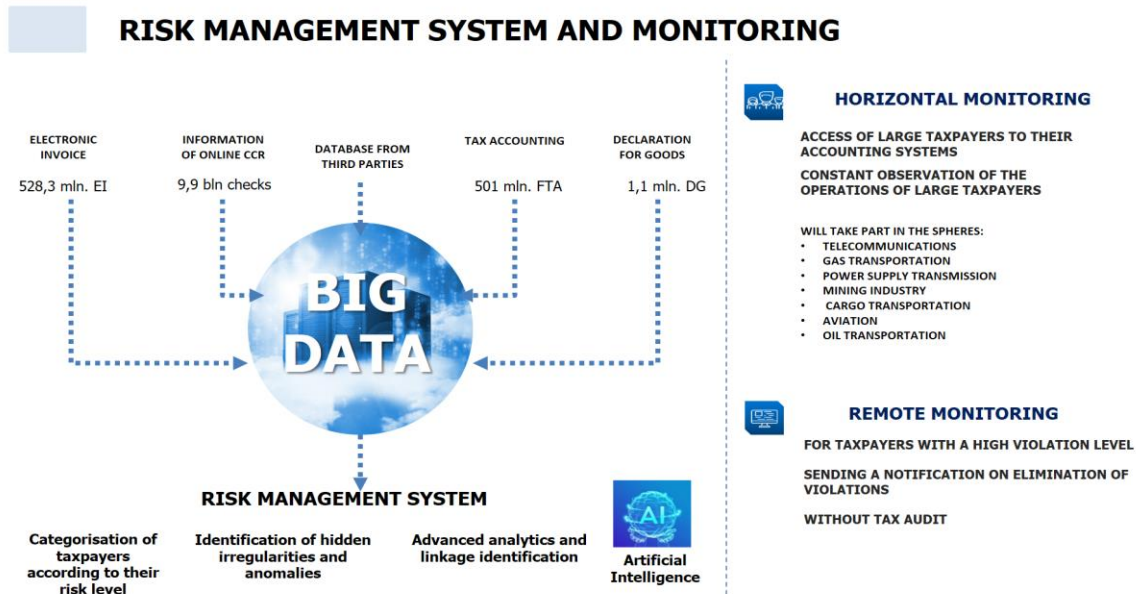 RISK MANAGEMENT SYSTEM AND MONITORING
ELECTRONIC
INVOICE
528,3 mln. EI
INFORMATION
OF ONLINE CCR
9,9 bln checks
DATABASE FROM
THIRD PARTIES
TAX ACCOUNTING
501 mln. FTA
DECLARATION
FOR GOODS
1,1 mln. DG
BIG
DATA
RISK MANAGEMENT SYSTEM
Categorisation of
taxpayers
according to their
risk level
Identification of hidden
irregularities and
anomalies
Advanced analytics and
linkage identification
AI
Artificial
Intelligence
HORIZONTAL MONITORING
ACCESS OF LARGE TAXPAYERS TO THEIR
ACCOUNTING SYSTEMS
CONSTANT OBSERVATION OF THE
OPERATIONS OF LARGE TAXPAYERS
WILL TAKE PART IN THE SPHERES:
• TELECOMMUNICATIONS
• GAS TRANSPORTATION
• POWER SUPPLY TRANSMISSION
• MINING INDUSTRY
• CARGO TRANSPORTATION
• AVIATION
• OIL TRANSPORTATION
REMOTE MONITORING
FOR TAXPAYERS WITH A HIGH VIOLATION LEVEL
SENDING A NOTIFICATION ON ELIMINATION OF
VIOLATIONS
WITHOUT TAX AUDIT